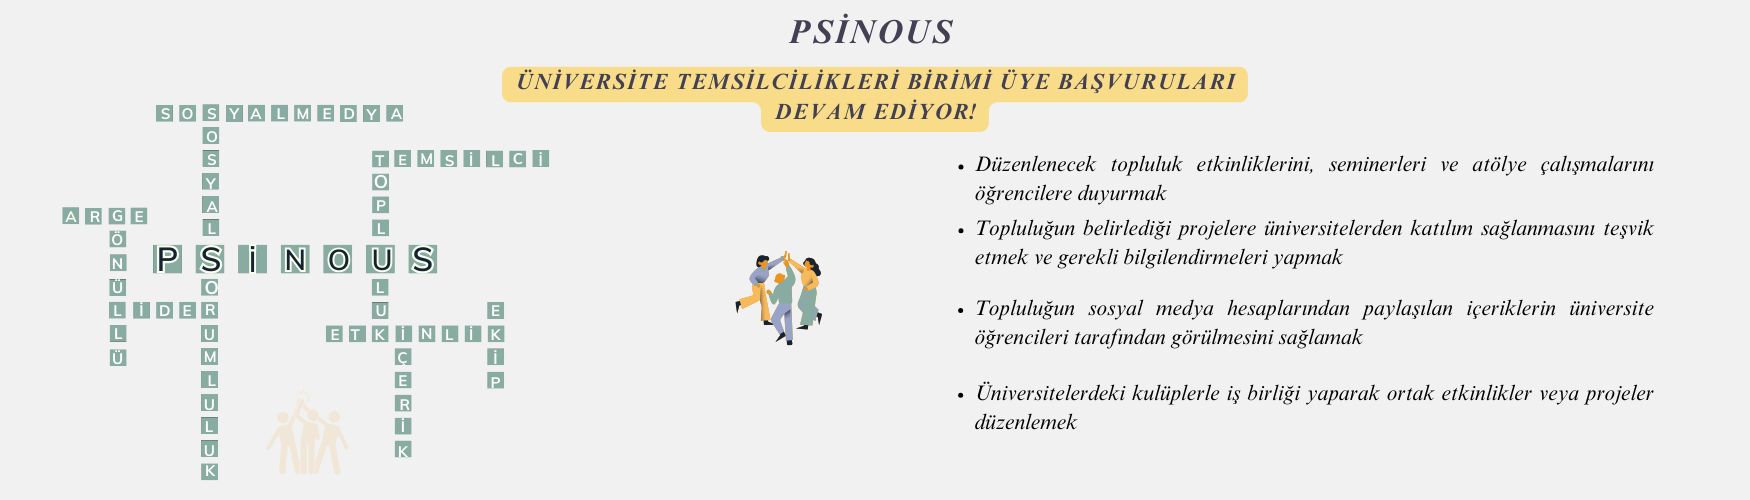 PSİNOUS
ÜNİVERSİTE TEMSİLCİLİKLERİ BİRİMİ ÜYE BAŞVURULARI
DEVAM EDİYOR!
SOSYALMEDYA
SOSYALSORUMLULUK
TEMSİLCİ
TOPLULUK
ARGE
GÖNÜLLÜ
PSİNOUS
LİDER
ETKİNLİK
EKİP
İÇERİK
• Düzenlenecek topluluk etkinliklerini, seminerleri ve atölye çalışmalarını
öğrencilere duyurmak
• Topluluğun belirlediği projelere üniversitelerden katılım sağlanmasını teşvik
etmek ve gerekli bilgilendirmeleri yapmak
• Topluluğun sosyal medya hesaplarından paylaşılan içeriklerin üniversite
öğrencileri tarafından görülmesini sağlamak
• Üniversitelerdeki kulüplerle iş birliği yaparak ortak etkinlikler veya projeler
düzenlemek